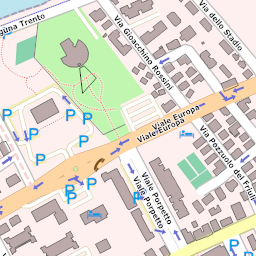 aguna Trento
Via Gioacchino Rossini
Via dello Stadio
Viale Europa
Viale Europa
Via Pozzuolo del Friuli
Viale Porpetto
Viale Porpetto
P
P
P
P
P
P
P
P
P
P
P